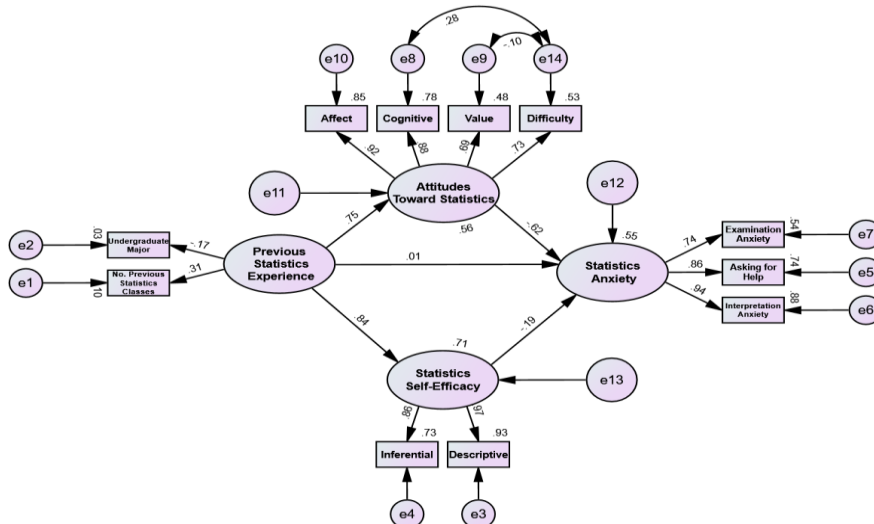 .28
-.10
e10
e8
e9
e14
.85
.78
.48
.53
Affect
Cognitive
Value
Difficulty
.92
.88
.69
.73
e11
Attitudes
Toward Statistics
.56
e12
.55
e2
.03
Undergraduate
Major
-.17
e1
.10
No. Previous
Statistics
Classes
.31
Previous
Statistics
Experience
.75
.01
.84
-.62
-.19
Statistics
Anxiety
.74
.86
.94
Examination
Anxiety
.54
e7
Asking for
Help
.74
e5
Interpretation
Anxiety
.88
e6
.71
Statistics
Self-Efficacy
e13
.86
.97
Inferential
.73
Descriptive
.93
e4
e3